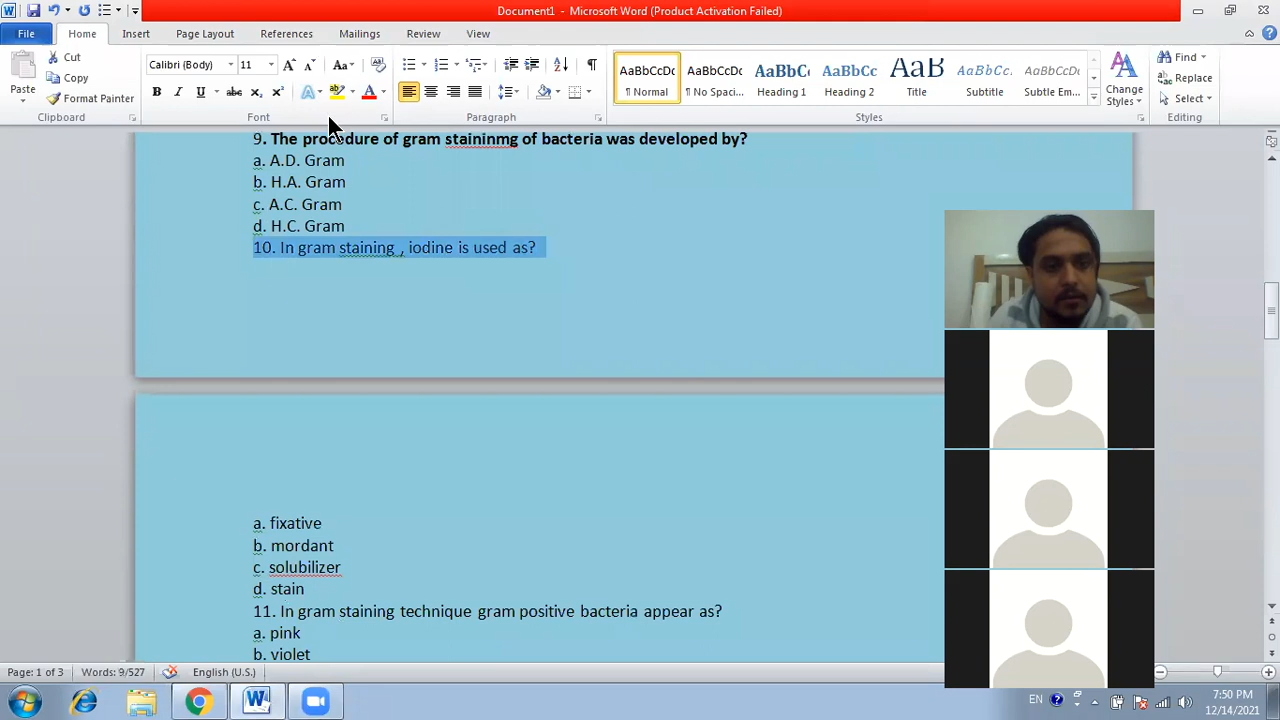 Document1 - Microsoft Word (Product Activation Failed)
File Home Insert Page Layout References Mailings Review View
Cut
Copy
Format Painter
Paste
Clipboard
Calibri (Body) 11
Font
Paragraph
AaBbCcDc AaBbCcDc AaBbC AaBbCc AaB AaBbCcD AaBbCcDc
¶ Normal ¶ No Spaci... Heading 1 Heading 2 Title Subtitle Subtle Em...
Change Styles
Styles
Find
Replace
Select
Editing
9. The procedure of gram staininmg of bacteria was developed by?
a. A.D. Gram
b. H.A. Gram
c. A.C. Gram
d. H.C. Gram
10. In gram staining , iodine is used as?
a. fixative
b. mordant
c. solubilizer
d. stain
11. In gram staining technique gram positive bacteria appear as?
a. pink
b. violet
Page: 1 of 3 Words: 9/527 English (U.S.)
EN 7:50 PM
12/14/2021